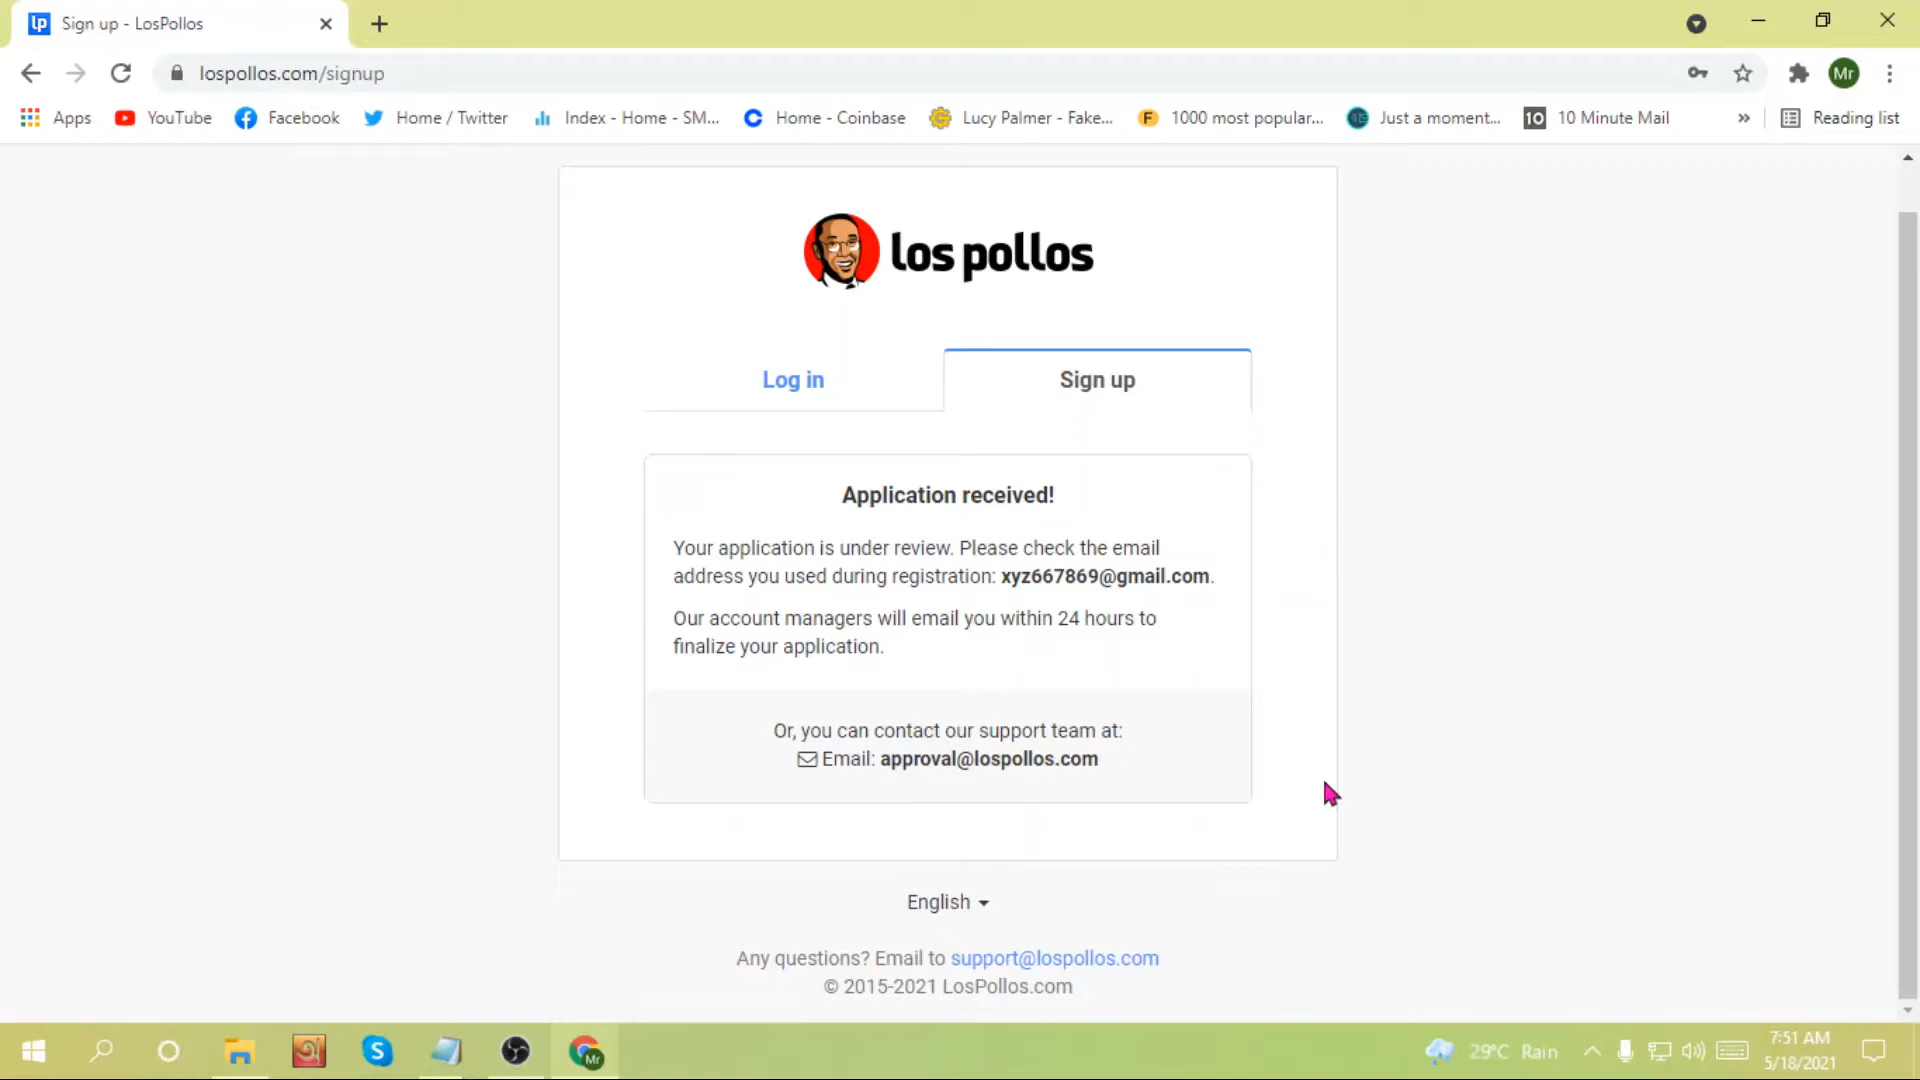 lp Sign up - LosPollos
lospollos.com/signup
Mr
Apps YouTube Facebook Home / Twitter Index - Home - SM... Home - Coinbase Lucy Palmer - Fake... F 1000 most popular... Just a moment... 10 10 Minute Mail » Reading list
los pollos
Log in Sign up
Application received!
Your application is under review. Please check the email
address you used during registration: xyz667869@gmail.com.
Our account managers will email you within 24 hours to
finalize your application.
Or, you can contact our support team at:
Email: approval@lospollos.com
English
Any questions? Email to support@lospollos.com
© 2015-2021 LosPollos.com
S Mr 29°C Rain 7:51 AM
5/18/2021